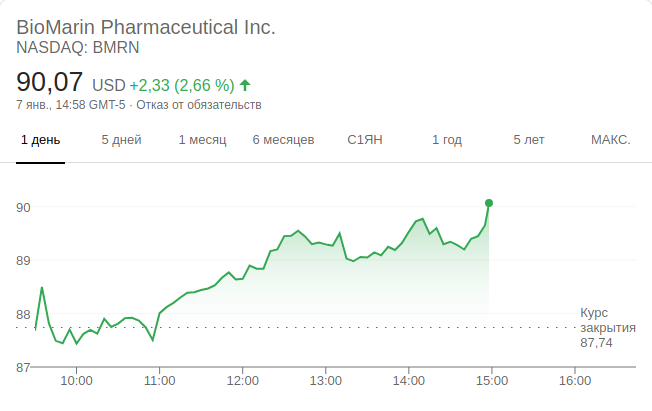 BioMarin Pharmaceutical Inc.
NASDAQ: BMRN
90,07 USD +2,33 (2,66 %)
7 янв., 14:58 GMT-5 · Отказ от обязательств
1 день 5 дней 1 месяц 6 месяцев С1ЯН 1 год 5 лет МАКС.
90
89
88
Курс
закрытия
87,74
87
10:00 11:00 12:00 13:00 14:00 15:00 16:00